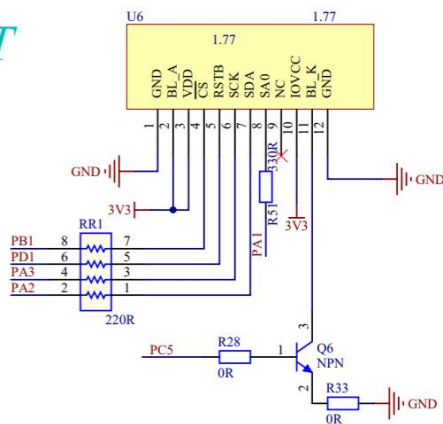 U6
1.77
T
1.77
GND
BL_A
VDD
CS
RSTB
SCK
SDA
SA0
NC
IOVCC
BL_K
GND
1
2
3
4
5
6
7
8
9
10
11
12
GND
330R
R51
GND
3V3
3V3
PA1
RR1
PB1 8 7
PD1 6 5
PA3 4 3
PA2 2 1
220R
3
PC5
R28
1
Q6
NPN
0R
2
R33
GND
0R